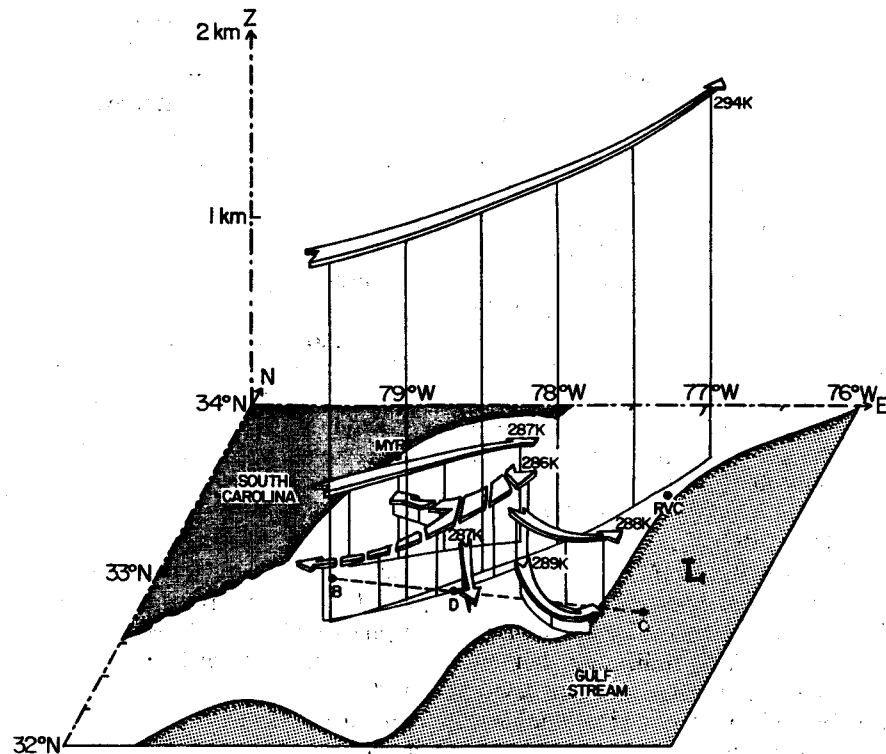 Z
2 km
294K
1 km
N
79°W
78°W
77°W
76°W
34°N
E
MYR
287K
SOUTH
CAROLINA
286K
RVC
287K
288K
L
33°N
289K
B
D
C
GULF
STREAM
32°N